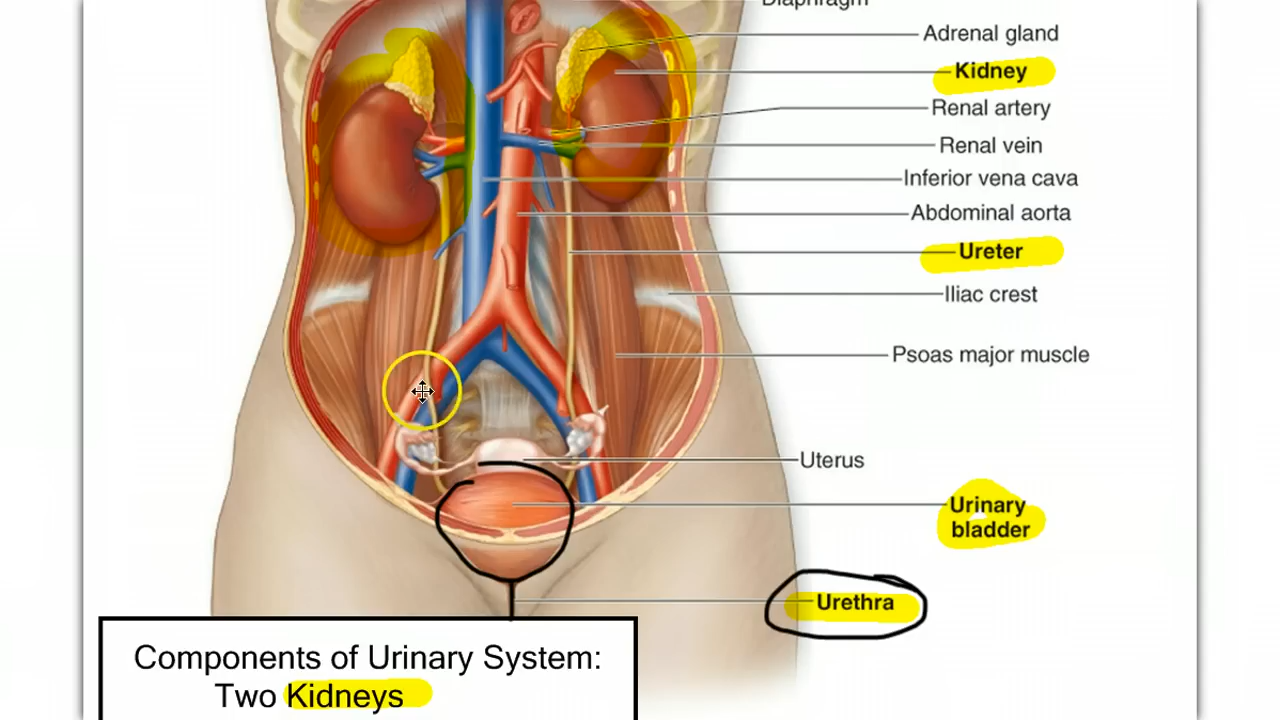 Diaphragm
Adrenal gland
Kidney
Renal artery
Renal vein
Inferior vena cava
Abdominal aorta
Ureter
Iliac crest
Psoas major muscle
Uterus
Urinary
bladder
Urethra
Components of Urinary System:
Two Kidneys